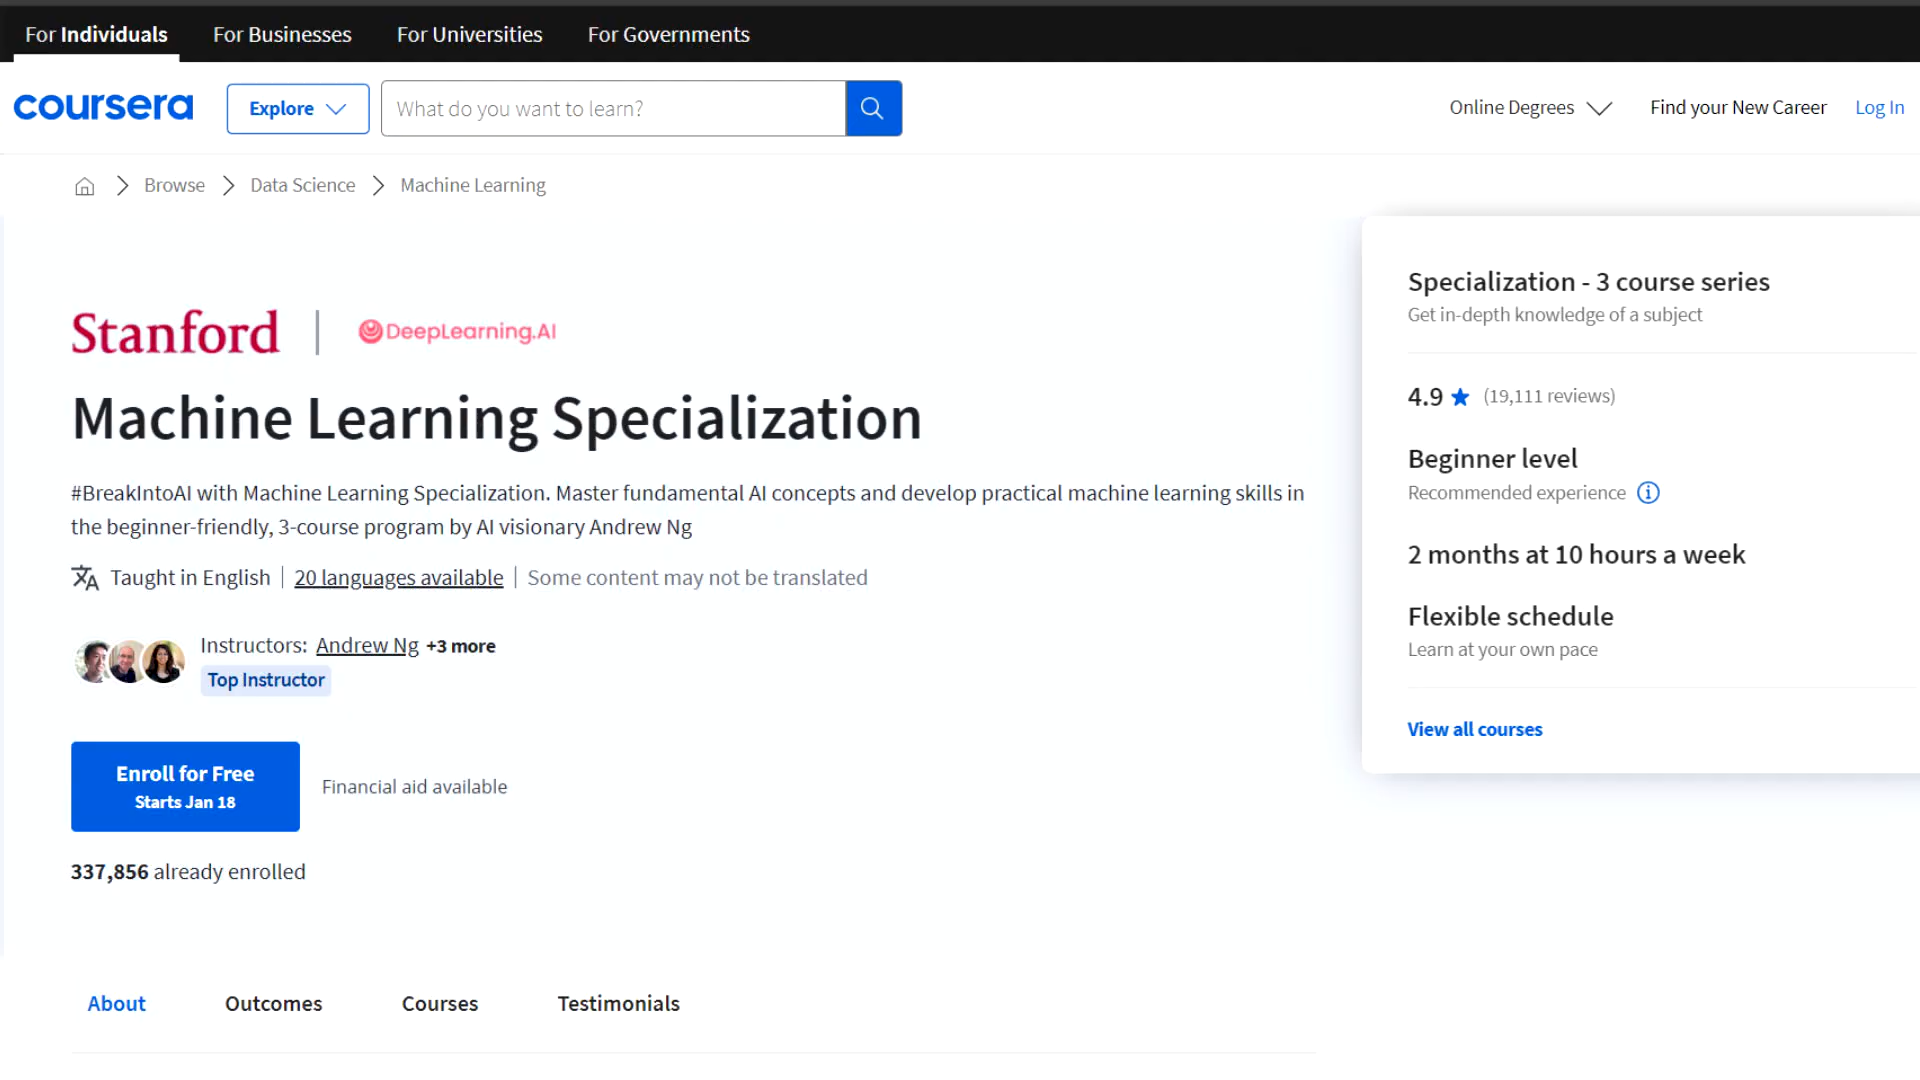 For Individuals For Businesses For Universities For Governments
coursera Explore What do you want to learn? Online Degrees Find your New Career Log In
Browse Data Science Machine Learning
Stanford | DeepLearning.AI
Machine Learning Specialization
#BreakIntoAI with Machine Learning Specialization. Master fundamental AI concepts and develop practical machine learning skills in
the beginner-friendly, 3-course program by AI visionary Andrew Ng
Taught in English | 20 languages available | Some content may not be translated
Instructors: Andrew Ng +3 more
Top Instructor
Enroll for Free
Starts Jan 18
Financial aid available
337,856 already enrolled
Specialization - 3 course series
Get in-depth knowledge of a subject
4.9 (19,111 reviews)
Beginner level
Recommended experience
2 months at 10 hours a week
Flexible schedule
Learn at your own pace
View all courses
About Outcomes Courses Testimonials